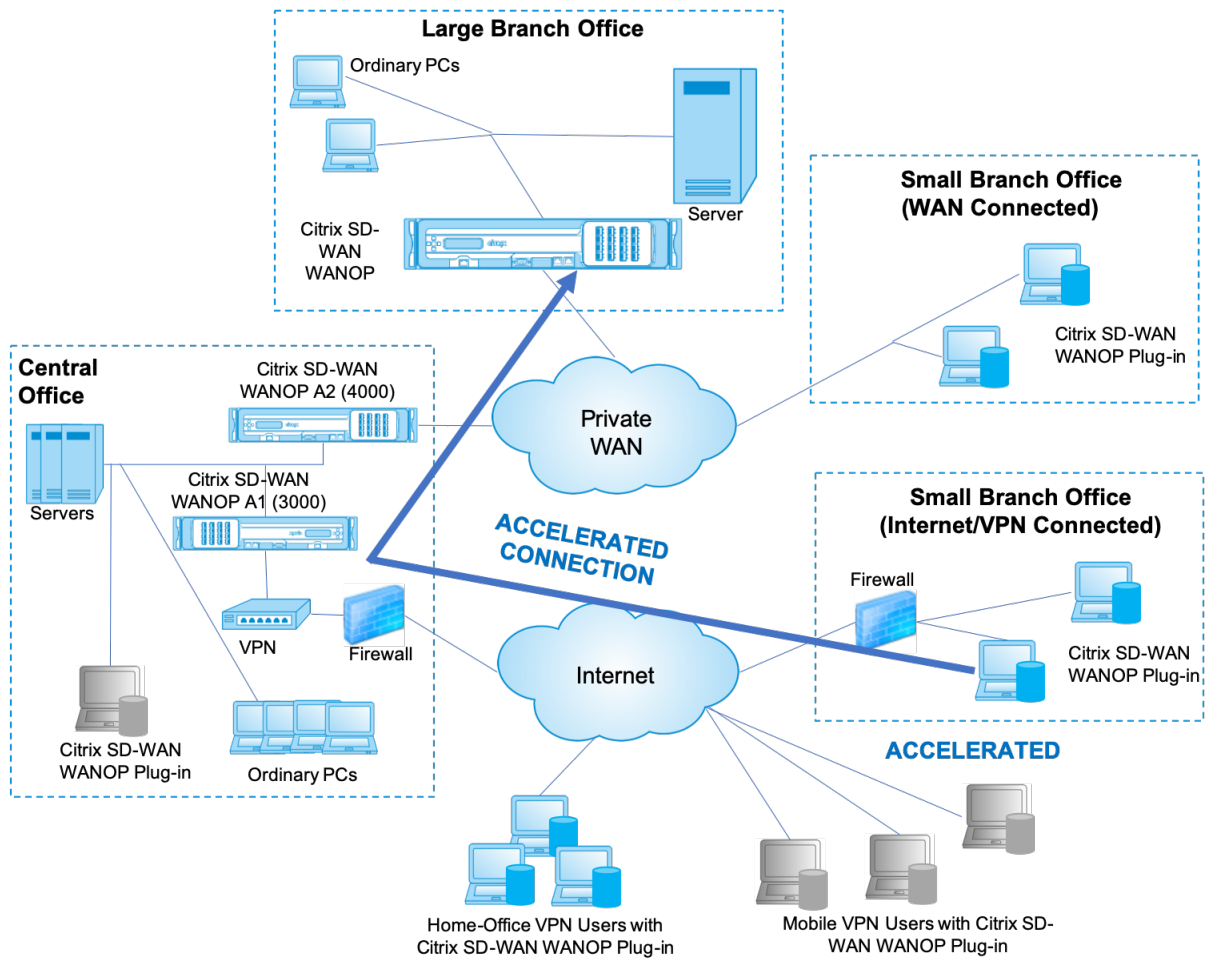 Large Branch Office
Ordinary PCs
Server
Citrix SD-
WAN
WANOP
Small Branch Office
(WAN Connected)
Citrix SD-WAN
WANOP Plug-in
Central
Office
Citrix SD-WAN
WANOP A2 (4000)
Private
WAN
Citrix SD-WAN
WANOP A1 (3000)
Servers
Small Branch Office
(Internet/VPN Connected)
ACCELERATED
CONNECTION
Firewall
VPN
Firewall
Internet
Citrix SD-WAN
WANOP Plug-in
Citrix SD-WAN
WANOP Plug-in
Ordinary PCs
ACCELERATED
Home-Office VPN Users with
Citrix SD-WAN WANOP Plug-in
Mobile VPN Users with Citrix SD-
WAN WANOP Plug-in